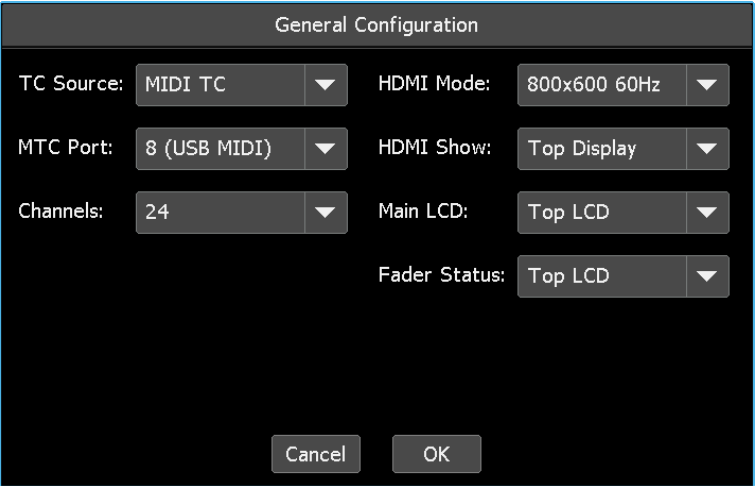 General Configuration
TC Source: MIDI TC HDMI Mode: 800x600 60Hz
MTC Port: 8 (USB MIDI) HDMI Show: Top Display
Channels: 24 Main LCD: Top LCD
Fader Status: Top LCD
Cancel OK